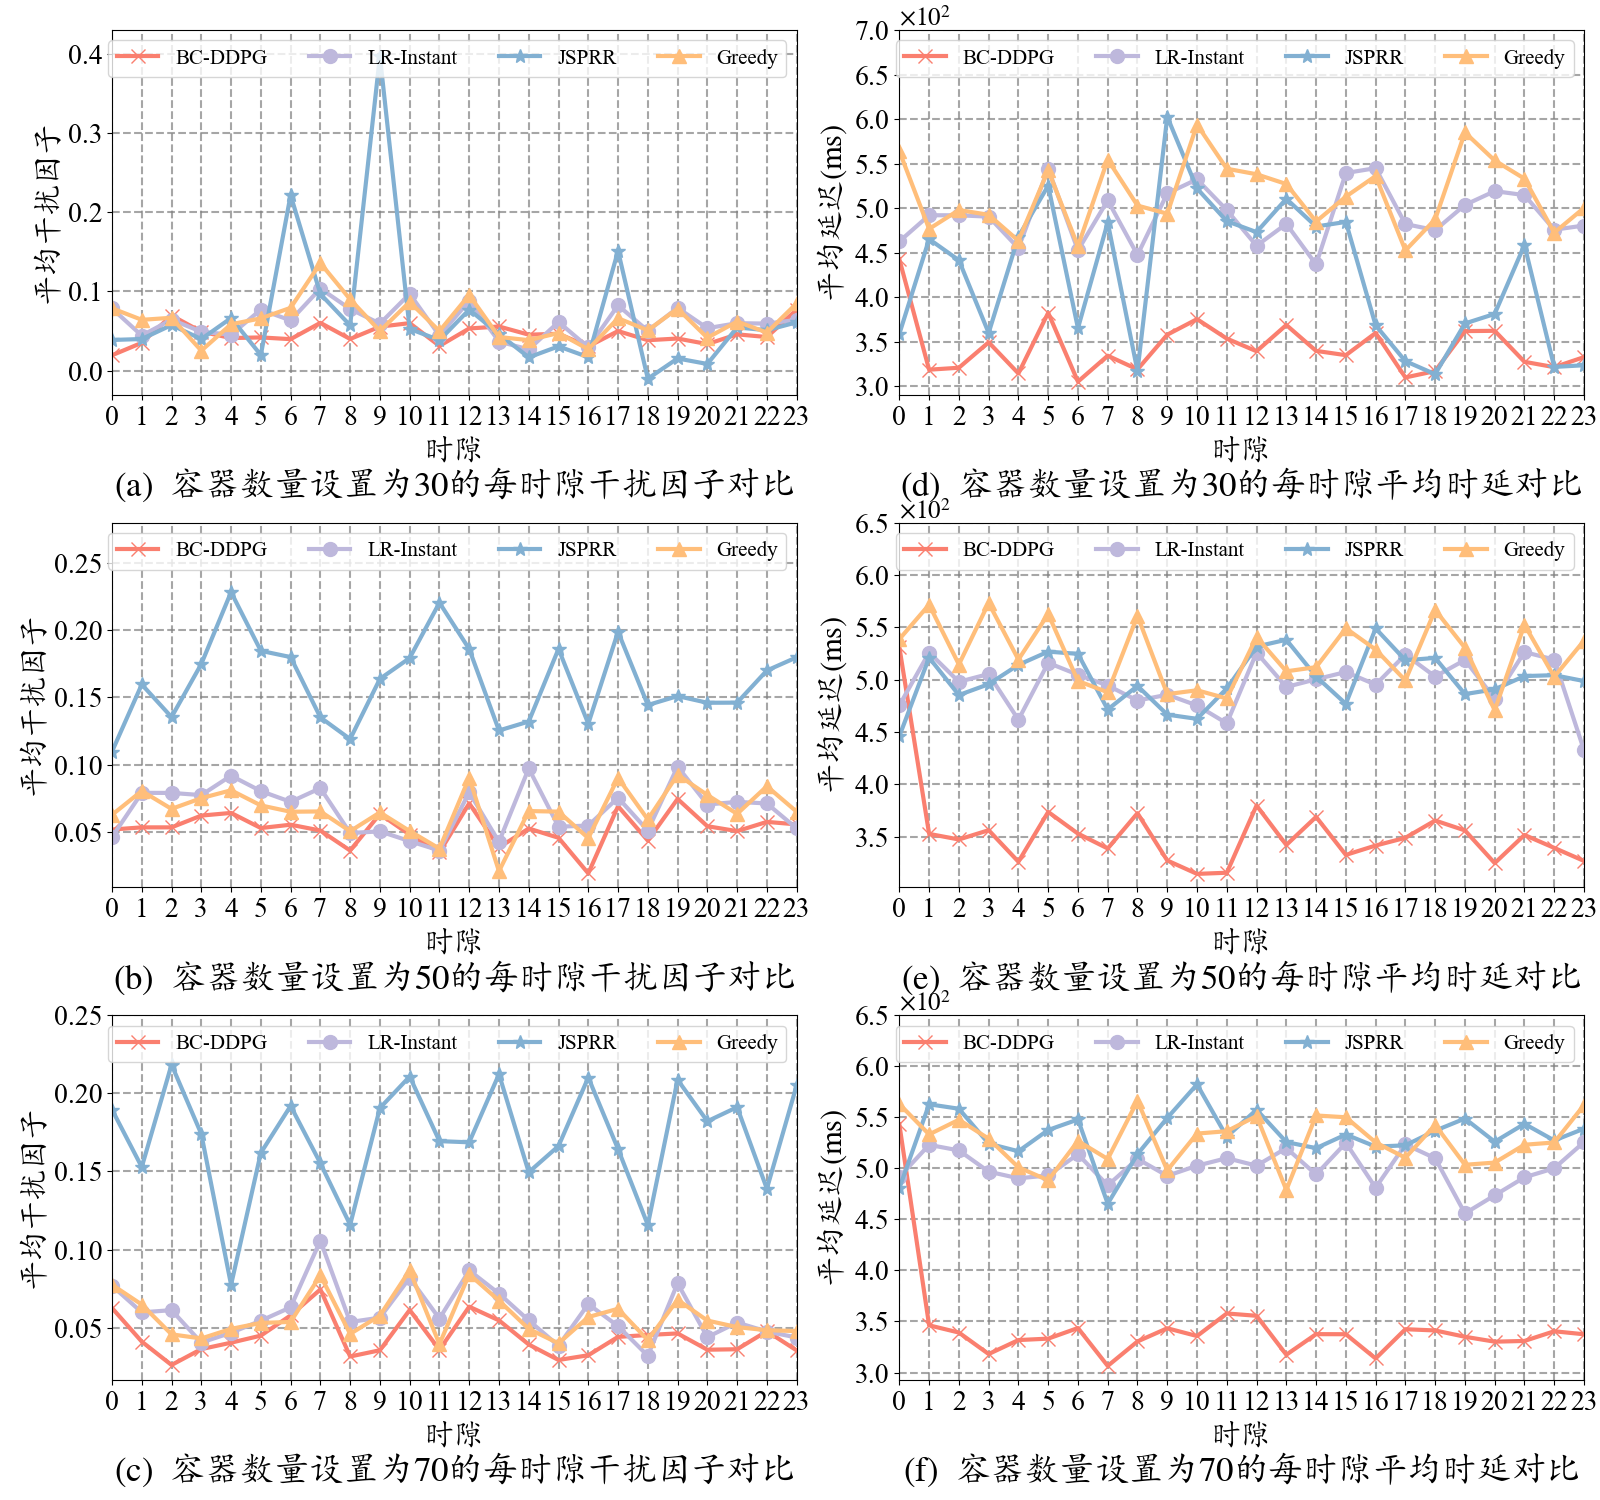 BC-DDPG LR-Instant JSPRR Greedy
0.4
0.3
0.2
0.1
0.0
平均干扰因子
0 1 2 3 4 5 6 7 8 9 10 11 12 13 14 15 16 17 18 19 20 21 22 23
时隙
(a) 容器数量设置为30的每时隙干扰因子对比
×10²
BC-DDPG LR-Instant JSPRR Greedy
7.0
6.5
6.0
5.5
5.0
4.5
4.0
3.5
3.0
平均延迟(ms)
0 1 2 3 4 5 6 7 8 9 10 11 12 13 14 15 16 17 18 19 20 21 22 23
时隙
(d) 容器数量设置为30的每时隙平均时延对比
BC-DDPG LR-Instant JSPRR Greedy
0.25
0.20
0.15
0.10
0.05
平均干扰因子
0 1 2 3 4 5 6 7 8 9 10 11 12 13 14 15 16 17 18 19 20 21 22 23
时隙
(b) 容器数量设置为50的每时隙干扰因子对比
×10²
BC-DDPG LR-Instant JSPRR Greedy
6.5
6.0
5.5
5.0
4.5
4.0
3.5
平均延迟(ms)
0 1 2 3 4 5 6 7 8 9 10 11 12 13 14 15 16 17 18 19 20 21 22 23
时隙
(e) 容器数量设置为50的每时隙平均时延对比
BC-DDPG LR-Instant JSPRR Greedy
0.25
0.20
0.15
0.10
0.05
平均干扰因子
0 1 2 3 4 5 6 7 8 9 10 11 12 13 14 15 16 17 18 19 20 21 22 23
时隙
(c) 容器数量设置为70的每时隙干扰因子对比
×10²
BC-DDPG LR-Instant JSPRR Greedy
6.5
6.0
5.5
5.0
4.5
4.0
3.5
3.0
平均延迟(ms)
0 1 2 3 4 5 6 7 8 9 10 11 12 13 14 15 16 17 18 19 20 21 22 23
时隙
(f) 容器数量设置为70的每时隙平均时延对比